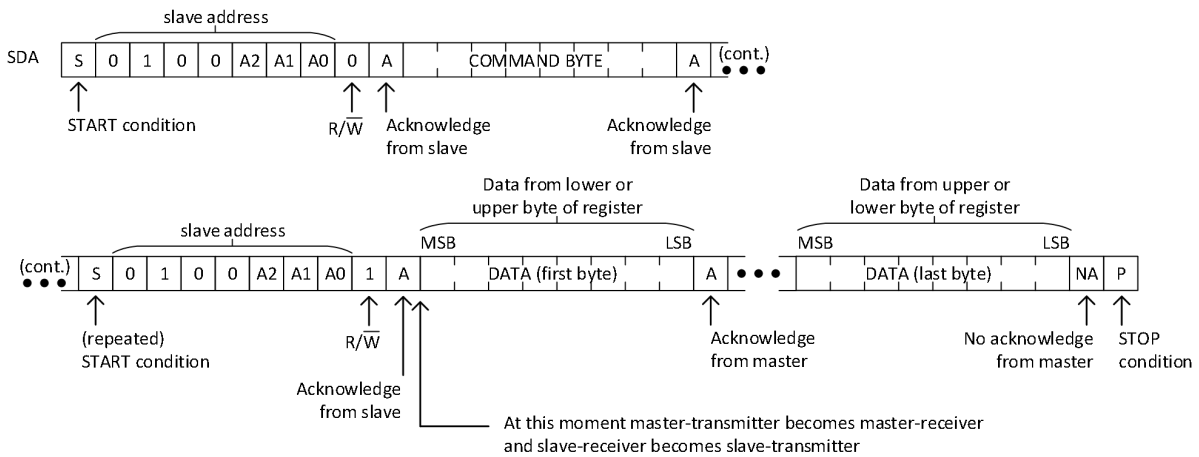 slave address
SDA S 0 1 0 0 A2 A1 A0 0 A COMMAND BYTE A (cont.)
START condition
R/W̅
Acknowledge
from slave
Acknowledge
from slave
Data from lower or
upper byte of register
Data from upper or
lower byte of register
slave address
MSB LSB
MSB LSB
(cont.) S 0 1 0 0 A2 A1 A0 1 A DATA (first byte) A DATA (last byte) NA P
(repeated)
START condition
R/W̅
Acknowledge
from slave
Acknowledge
from master
No acknowledge
from master
STOP
condition
At this moment master-transmitter becomes master-receiver
and slave-receiver becomes slave-transmitter